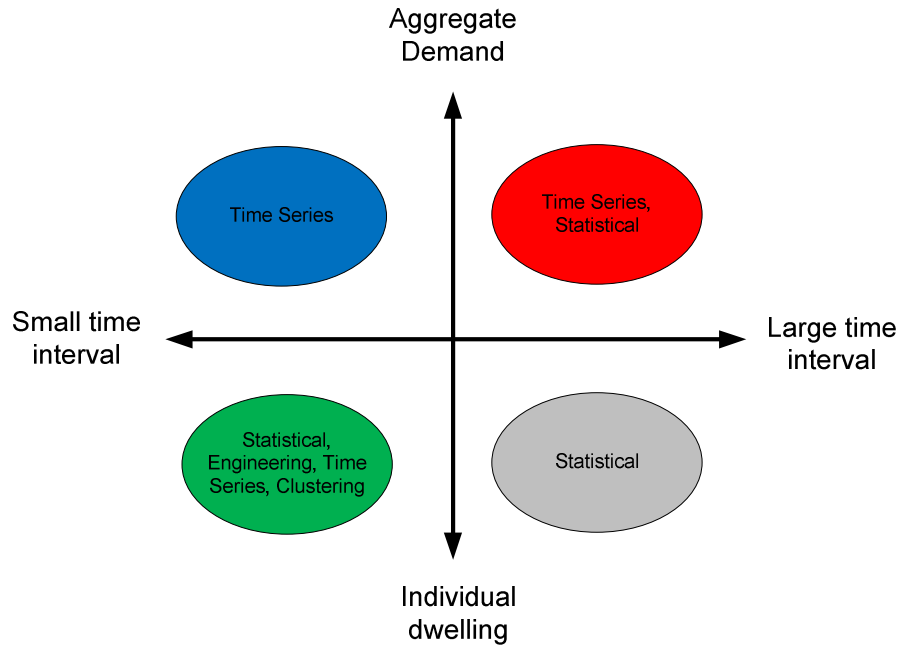 Aggregate
Demand
Time Series
Time Series,
Statistical
Small time
interval
Large time
interval
Statistical,
Engineering, Time
Series, Clustering
Statistical
Individual
dwelling